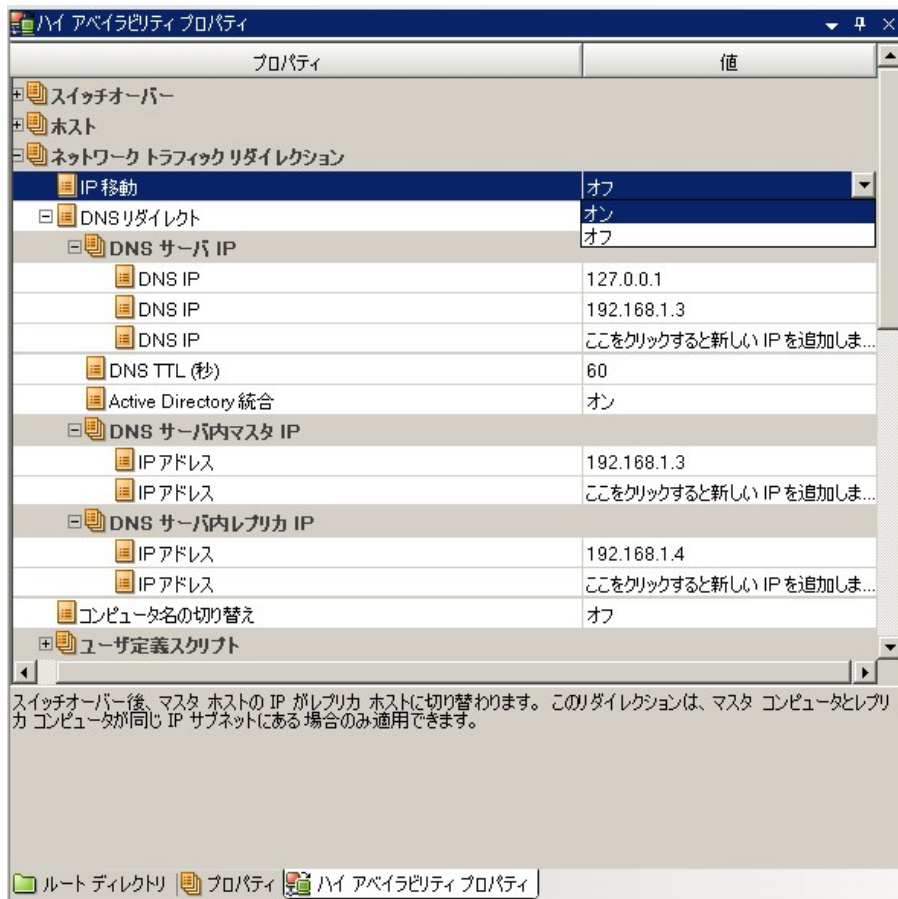 ハイ アベイラビリティ プロパティ
プロパティ 値
スイッチオーバー
ホスト
ネットワーク トラフィック リダイレクション
IP 移動 オフ
オン
DNS リダイレクト
オフ
DNS サーバ IP
DNS IP 127.0.0.1
DNS IP 192.168.1.3
DNS IP ここをクリックすると新しい IP を追加しま...
DNS TTL (秒) 60
Active Directory 統合 オン
DNS サーバ内マスタ IP
IP アドレス 192.168.1.3
IP アドレス ここをクリックすると新しい IP を追加しま...
DNS サーバ内レプリカ IP
IP アドレス 192.168.1.4
IP アドレス ここをクリックすると新しい IP を追加しま...
コンピュータ名の切り替え オフ
ユーザ定義スクリプト
スイッチオーバー後、マスタ ホストの IP がレプリカ ホストに切り替わります。このリダイレクションは、マスタ コンピュータとレプリ
カ コンピュータが同じ IP サブネットにある場合のみ適用できます。
ルート ディレクトリ プロパティ ハイ アベイラビリティ プロパティ